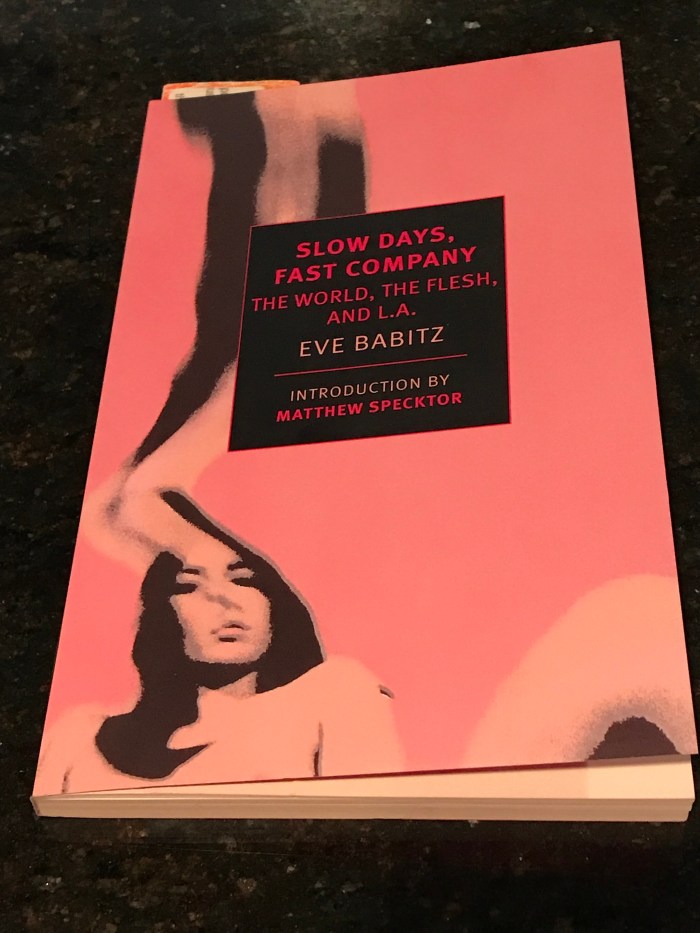 SLOW DAYS,
FAST COMPANY
THE WORLD, THE FLESH,
AND L.A.
EVE BABITZ
INTRODUCTION BY
MATTHEW SPECKTOR